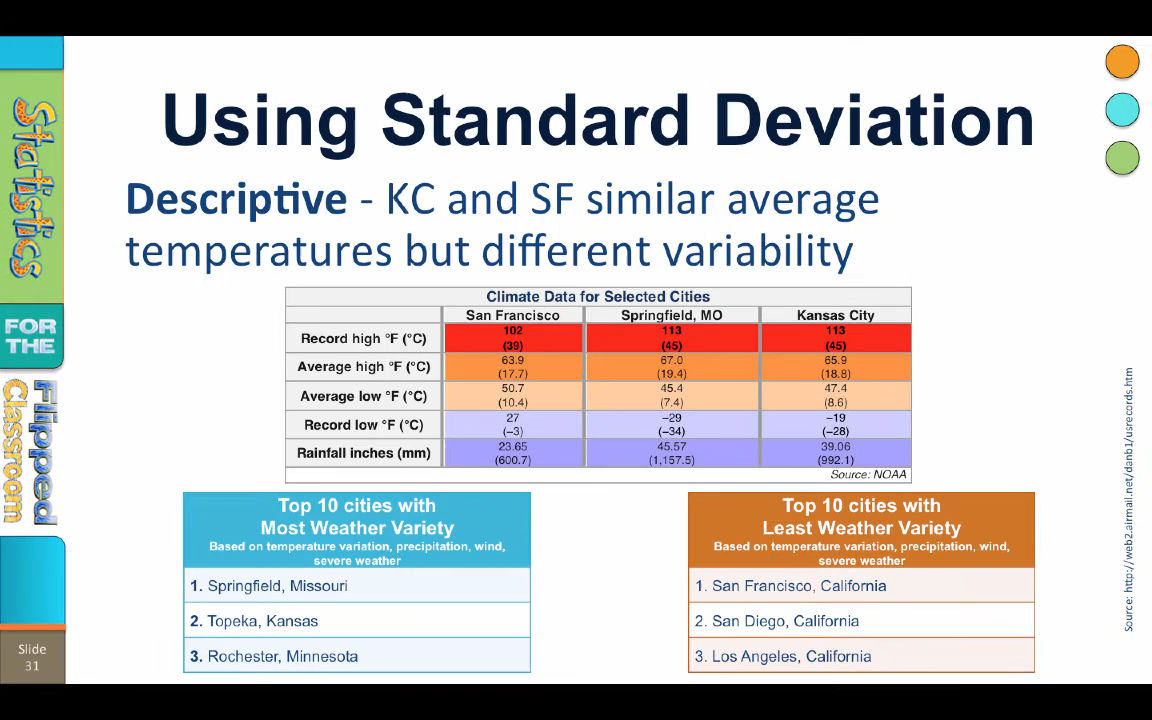 Using Standard Deviation
Descriptive - KC and SF similar average
temperatures but different variability
Climate Data for Selected Cities
San Francisco Springfield, MO Kansas City
Record high °F (°C) 102 (39) 113 (45) 113 (45)
Average high °F (°C) 63.9 (17.7) 67.0 (19.4) 65.9 (18.8)
Average low °F (°C) 50.7 (10.4) 45.4 (7.4) 47.4 (8.6)
Record low °F (°C) 27 (−3) −29 (−34) −19 (−28)
Rainfall inches (mm) 23.65 (600.7) 45.57 (1,157.5) 39.06 (992.1)
Source: NOAA
Top 10 cities with
Most Weather Variety
Based on temperature variation, precipitation, wind,
severe weather
1. Springfield, Missouri
2. Topeka, Kansas
3. Rochester, Minnesota
Top 10 cities with
Least Weather Variety
Based on temperature variation, precipitation, wind,
severe weather
1. San Francisco, California
2. San Diego, California
3. Los Angeles, California
Source: http://web2.airmail.net/danb1/usrecords.htm
Statistics
FOR
THE
Flipped
Classroom
Slide
31